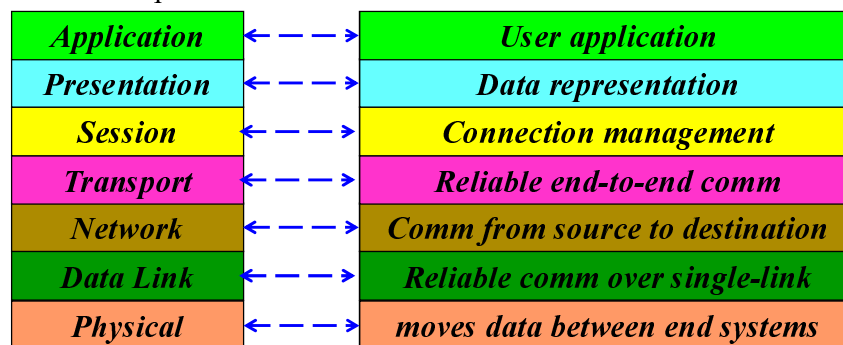 Application User application
Presentation Data representation
Session Connection management
Transport Reliable end-to-end comm
Network Comm from source to destination
Data Link Reliable comm over single-link
Physical moves data between end systems